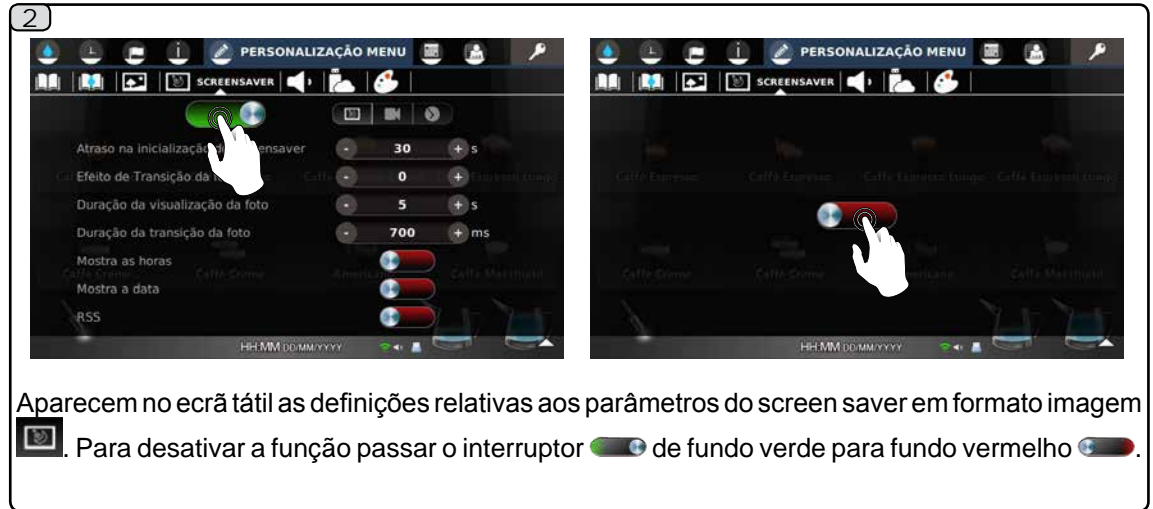 2
PERSONALIZAÇÃO MENU
SCREENSAVER
Atraso na inicialização do screensaver
- 30 + s
Efeito de Transição da
- 0 +
Duração da visualização da foto
- 5 + s
Duração da transição da foto
- 700 + ms
Mostra as horas
Mostra a data
RSS
HH:MM DD/MM/YYYY
PERSONALIZAÇÃO MENU
SCREENSAVER
Caffè Espresso Caffè Espresso Caffè Espresso Lungo Caffè Espresso Lungo
Caffè Creme Caffè Creme Americano Caffè Macchiato
HH:MM DD/MM/YYYY
Aparecem no ecrã tátil as definições relativas aos parâmetros do screen saver em formato imagem
. Para desativar a função passar o interruptor de fundo verde para fundo vermelho .